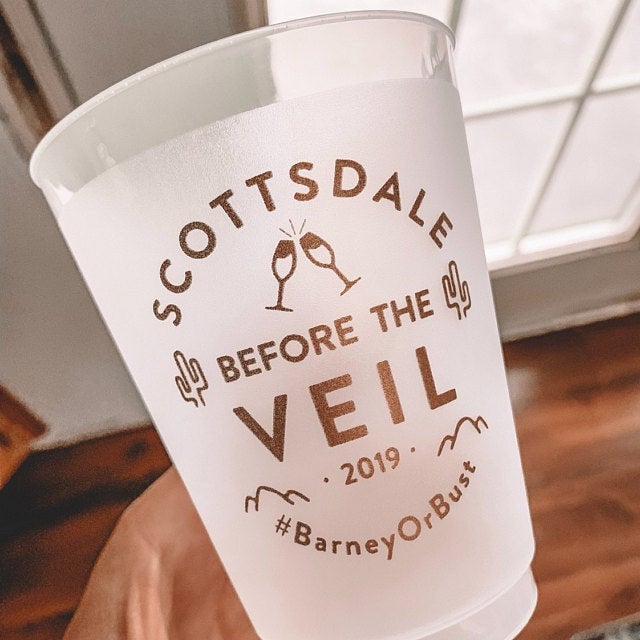 SCOTTSDALE
BEFORE THE
VEIL
· 2019 ·
#BarneyOrBust